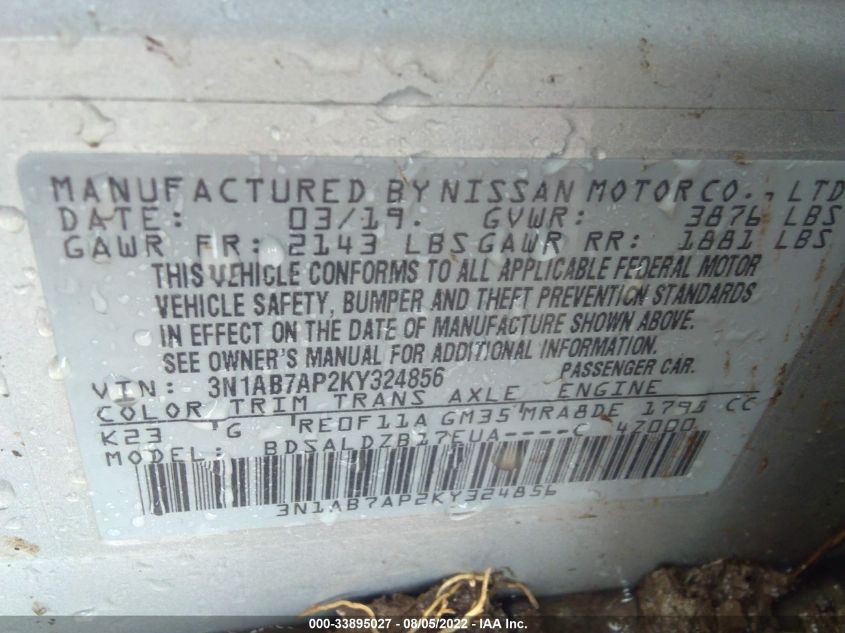 MANUFACTURED BY NISSAN MOTOR CO., LTD
DATE: 03/19. GVWR: 3876 LBS
GAWR FR: 2143 LBS GAWR RR: 1881 LBS
THIS VEHICLE CONFORMS TO ALL APPLICABLE FEDERAL MOTOR
VEHICLE SAFETY, BUMPER AND THEFT PREVENTION STANDARDS
IN EFFECT ON THE DATE OF MANUFACTURE SHOWN ABOVE.
SEE OWNER'S MANUAL FOR ADDITIONAL INFORMATION.
VIN: 3N1AB7AP2KY324856 PASSENGER CAR.
COLOR TRIM TRANS AXLE ENGINE
K23 G RE0F11A GM35 MRA8DE 1795 CC
MODEL: BDSALDZB17EUA----C 47000
3N1AB7AP2KY324856
000-33895027 - 08/05/2022 - IAA Inc.